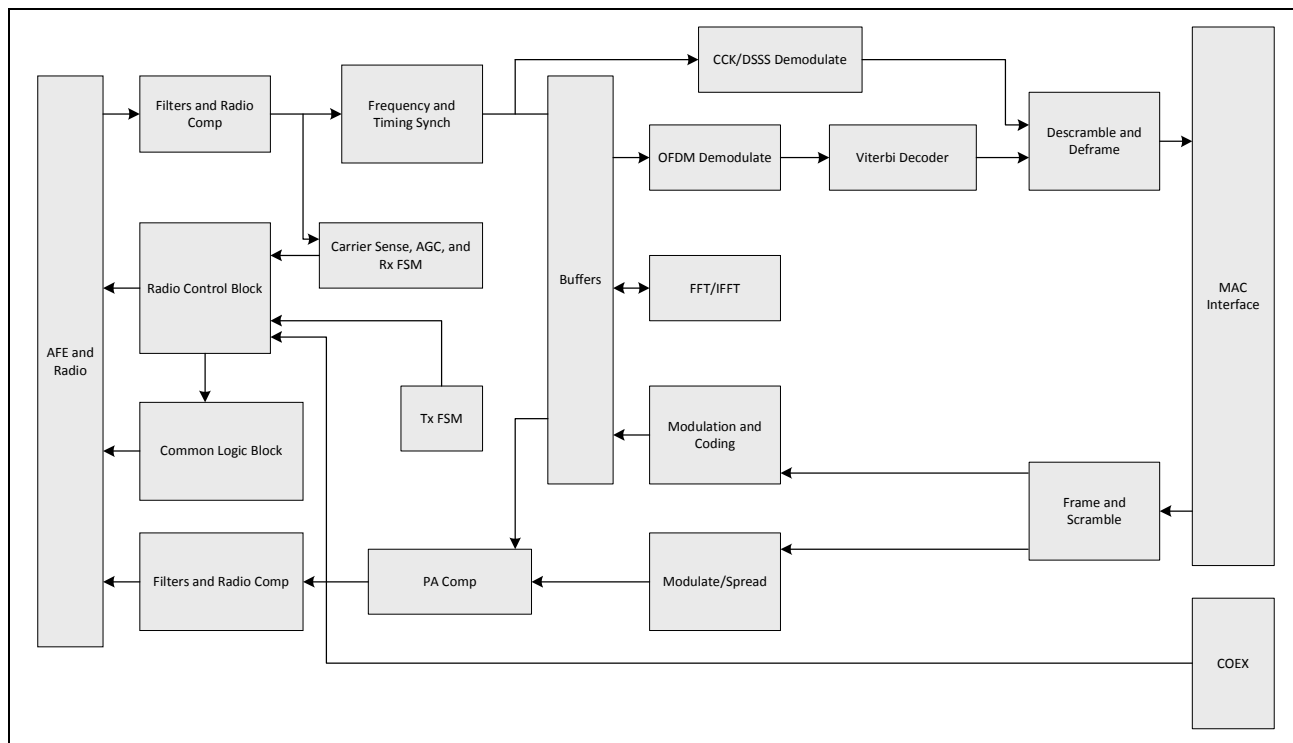 CCK/DSSS Demodulate
Filters and Radio
Comp
Frequency and
Timing Synch
Descramble and
Deframe
OFDM Demodulate
Viterbi Decoder
Carrier Sense, AGC, and
Rx FSM
Radio Control Block
Buffers
FFT/IFFT
MAC
Interface
AFE and
Radio
Tx FSM
Modulation and
Coding
Common Logic Block
Frame and
Scramble
Filters and Radio Comp
PA Comp
Modulate/Spread
COEX